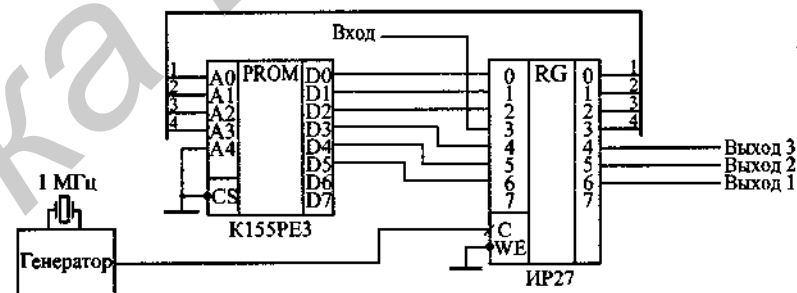 Вход
1
2
3
4
A0
A1
A2
A3
A4
CS
PROM
D0
D1
D2
D3
D4
D5
D6
D7
К155РЕ3
0
1
2
3
4
5
6
7
C
WE
RG
0
1
2
3
4
5
6
7
ИР27
1
2
3
4
Выход 3
Выход 2
Выход 1
1 МГц
Генератор